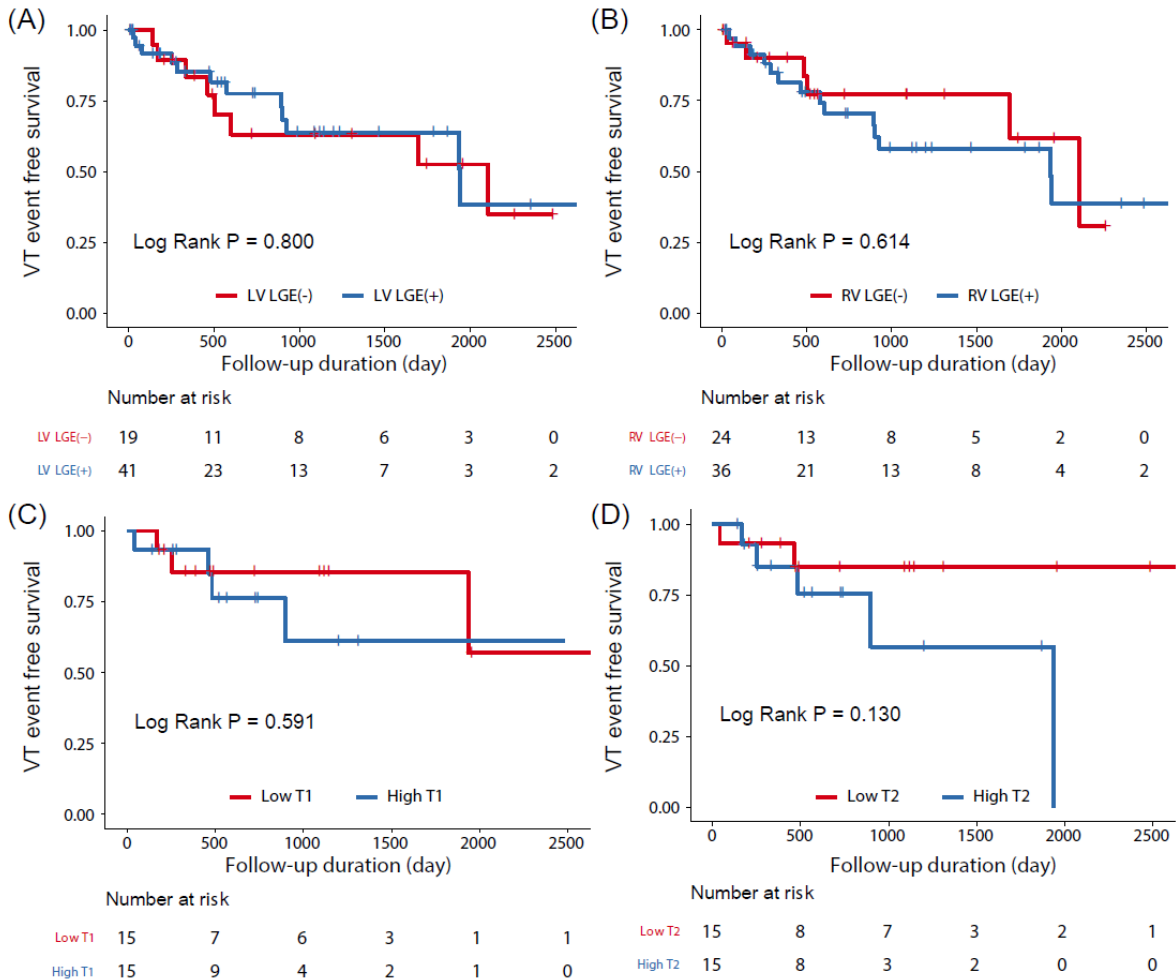 (A)
1.00
0.75
0.50
0.25
0.00
VT event free survival
Log Rank P = 0.800
LV LGE(-) LV LGE(+)
0 500 1000 1500 2000 2500
Follow-up duration (day)
Number at risk
LV LGE(−) 19 11 8 6 3 0
LV LGE(+) 41 23 13 7 3 2
(B)
1.00
0.75
0.50
0.25
0.00
VT event free survival
Log Rank P = 0.614
RV LGE(-) RV LGE(+)
0 500 1000 1500 2000 2500
Follow-up duration (day)
Number at risk
RV LGE(−) 24 13 8 5 2 0
RV LGE(+) 36 21 13 8 4 2
(C)
1.00
0.75
0.50
0.25
0.00
VT event free survival
Log Rank P = 0.591
Low T1 High T1
0 500 1000 1500 2000 2500
Follow-up duration (day)
Number at risk
Low T1 15 7 6 3 1 1
High T1 15 9 4 2 1 0
(D)
1.00
0.75
0.50
0.25
0.00
VT event free survival
Log Rank P = 0.130
Low T2 High T2
0 500 1000 1500 2000 2500
Follow-up duration (day)
Number at risk
Low T2 15 8 7 3 2 1
High T2 15 8 3 2 0 0